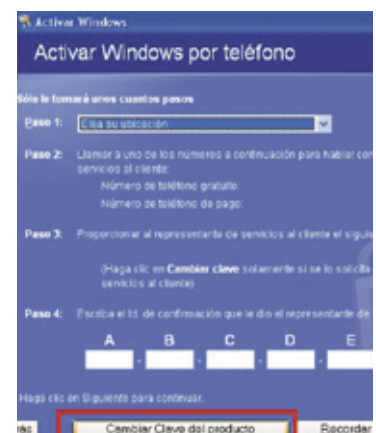 Activar Windows
Activar Windows por teléfono
Sólo le tomará unos cuantos pasos
Paso 1: Elija su ubicación
Paso 2: Llamar a uno de los números a continuación para hablar con
servicios al cliente:
Número de teléfono gratuito:
Número de teléfono de pago:
Paso 3: Proporcionar al representante de servicios al cliente el siguie
(Haga clic en Cambiar clave solamente si se lo solicita
servicios al cliente)
Paso 4: Escriba el Id. de confirmación que le dio el representante de
A B C D E
Haga clic en Siguiente para continuar.
rás Cambiar Clave del producto Recordar